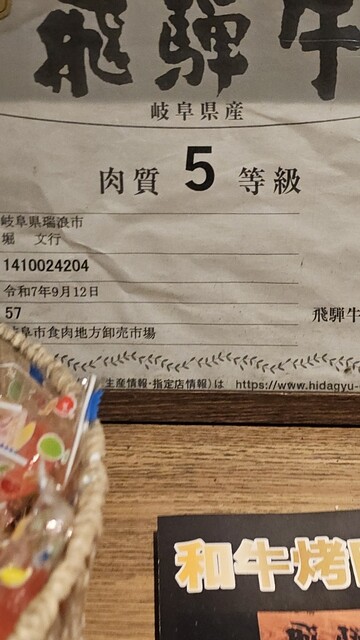 飛騨牛
岐阜県産
肉質 5 等級
岐阜県瑞浪市
堀 文行
1410024204
令和7年9月12日
57
飛騨牛
岐阜市食肉地方卸売市場
生産情報・指定店情報)は https://www.hidagyu-
和牛烤